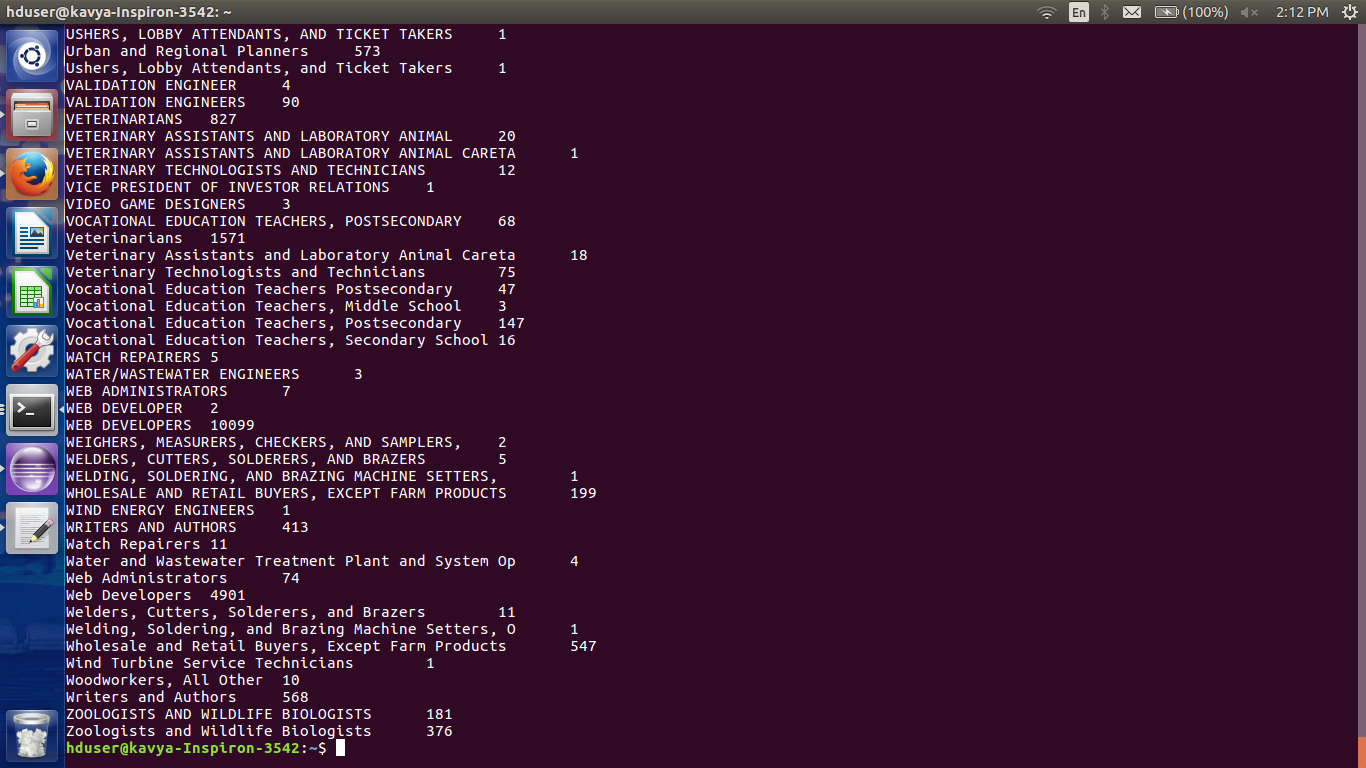 hduser@kavya-Inspiron-3542: ~ En (100%) 2:12 PM
USHERS, LOBBY ATTENDANTS, AND TICKET TAKERS 1
Urban and Regional Planners 573
Ushers, Lobby Attendants, and Ticket Takers 1
VALIDATION ENGINEER 4
VALIDATION ENGINEERS 90
VETERINARIANS 827
VETERINARY ASSISTANTS AND LABORATORY ANIMAL 20
VETERINARY ASSISTANTS AND LABORATORY ANIMAL CARETA 1
VETERINARY TECHNOLOGISTS AND TECHNICIANS 12
VICE PRESIDENT OF INVESTOR RELATIONS 1
VIDEO GAME DESIGNERS 3
VOCATIONAL EDUCATION TEACHERS, POSTSECONDARY 68
Veterinarians 1571
Veterinary Assistants and Laboratory Animal Careta 18
Veterinary Technologists and Technicians 75
Vocational Education Teachers Postsecondary 47
Vocational Education Teachers, Middle School 3
Vocational Education Teachers, Postsecondary 147
Vocational Education Teachers, Secondary School 16
WATCH REPAIRERS 5
WATER/WASTEWATER ENGINEERS 3
WEB ADMINISTRATORS 7
WEB DEVELOPER 2
WEB DEVELOPERS 10099
WEIGHERS, MEASURERS, CHECKERS, AND SAMPLERS, 2
WELDERS, CUTTERS, SOLDERERS, AND BRAZERS 5
WELDING, SOLDERING, AND BRAZING MACHINE SETTERS, 1
WHOLESALE AND RETAIL BUYERS, EXCEPT FARM PRODUCTS 199
WIND ENERGY ENGINEERS 1
WRITERS AND AUTHORS 413
Watch Repairers 11
Water and Wastewater Treatment Plant and System Op 4
Web Administrators 74
Web Developers 4901
Welders, Cutters, Solderers, and Brazers 11
Welding, Soldering, and Brazing Machine Setters, O 1
Wholesale and Retail Buyers, Except Farm Products 547
Wind Turbine Service Technicians 1
Woodworkers, All Other 10
Writers and Authors 568
ZOOLOGISTS AND WILDLIFE BIOLOGISTS 181
Zoologists and Wildlife Biologists 376
hduser@kavya-Inspiron-3542:~$